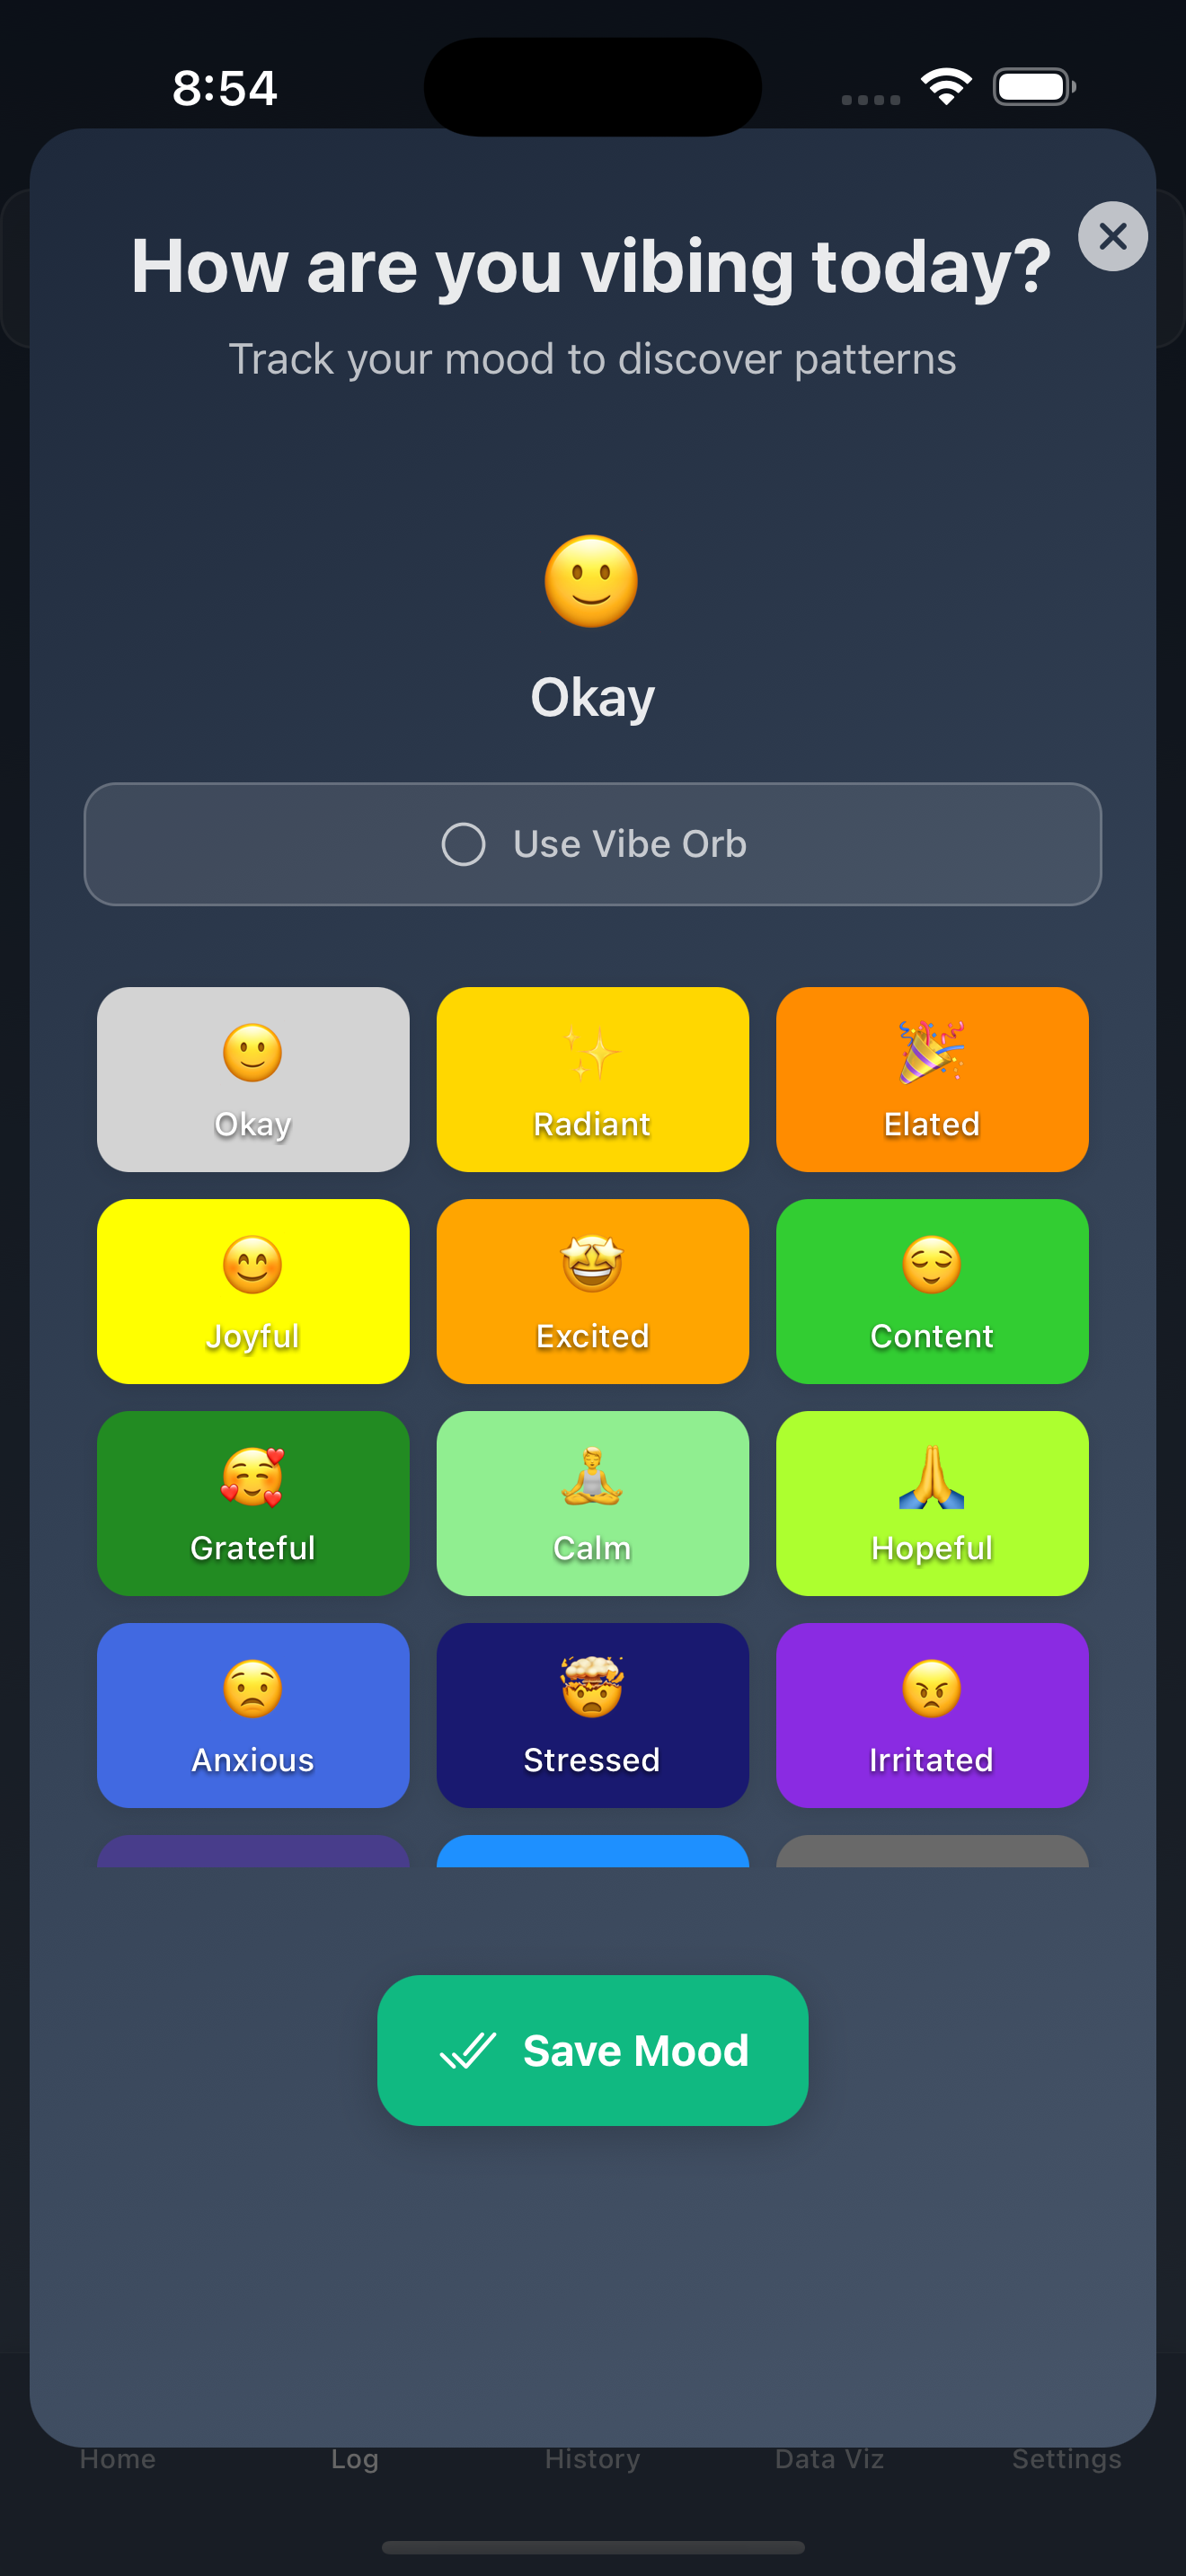 8:54
How are you vibing today?
Track your mood to discover patterns
Okay
Use Vibe Orb
Okay
Radiant
Elated
Joyful
Excited
Content
Grateful
Calm
Hopeful
Anxious
Stressed
Irritated
Save Mood
Home
Log
History
Data Viz
Settings